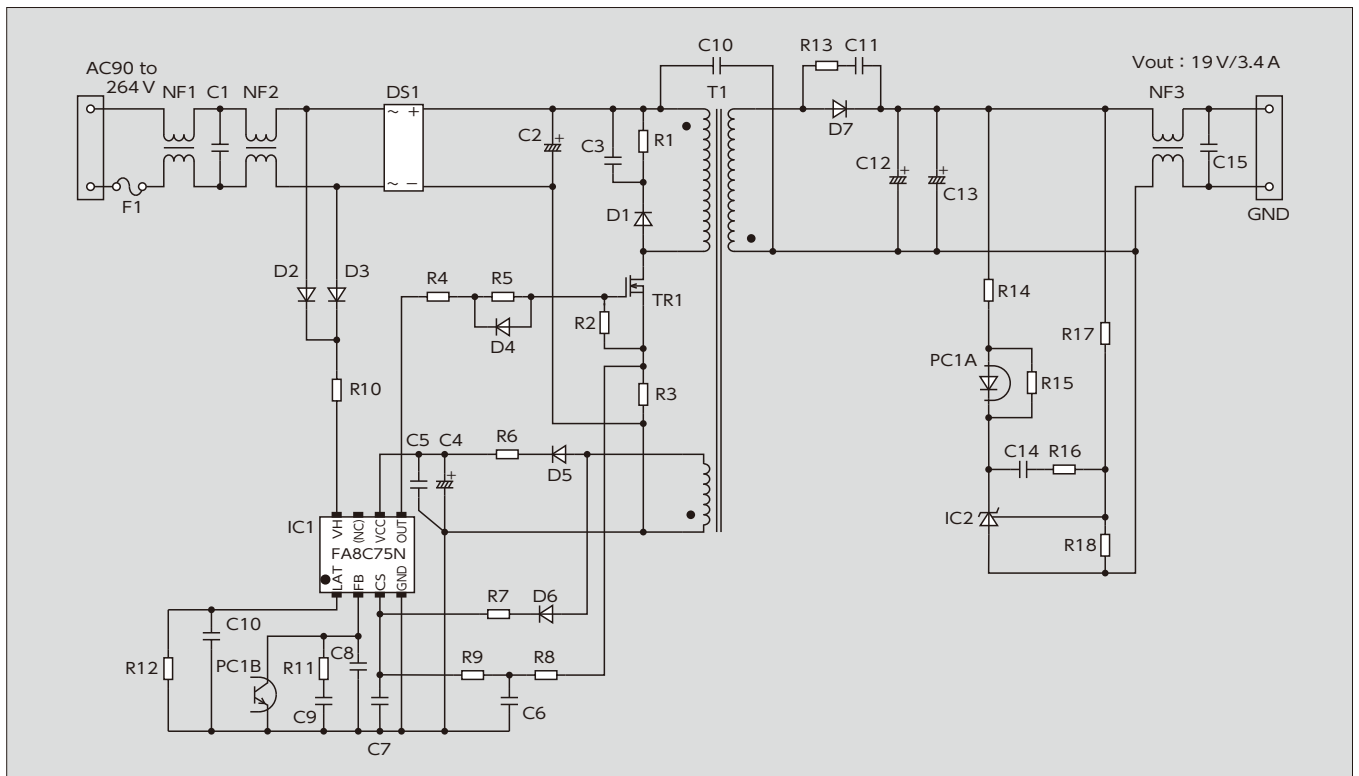 AC90 to
264 V
NF1
C1
NF2
F1
DS1
C2
C3
R1
D1
C10
T1
R13
C11
D7
C12
C13
Vout : 19 V/3.4 A
NF3
C15
GND
D2
D3
R4
R5
D4
R2
TR1
R3
R10
C5
C4
R6
D5
R14
R17
PC1A
R15
C14
R16
IC2
R18
IC1
VH
(NC)
VCC
OUT
FA8C75N
LAT
FB
CS
GND
R7
D6
C10
R12
PC1B
R11
C8
C9
R9
R8
C6
C7